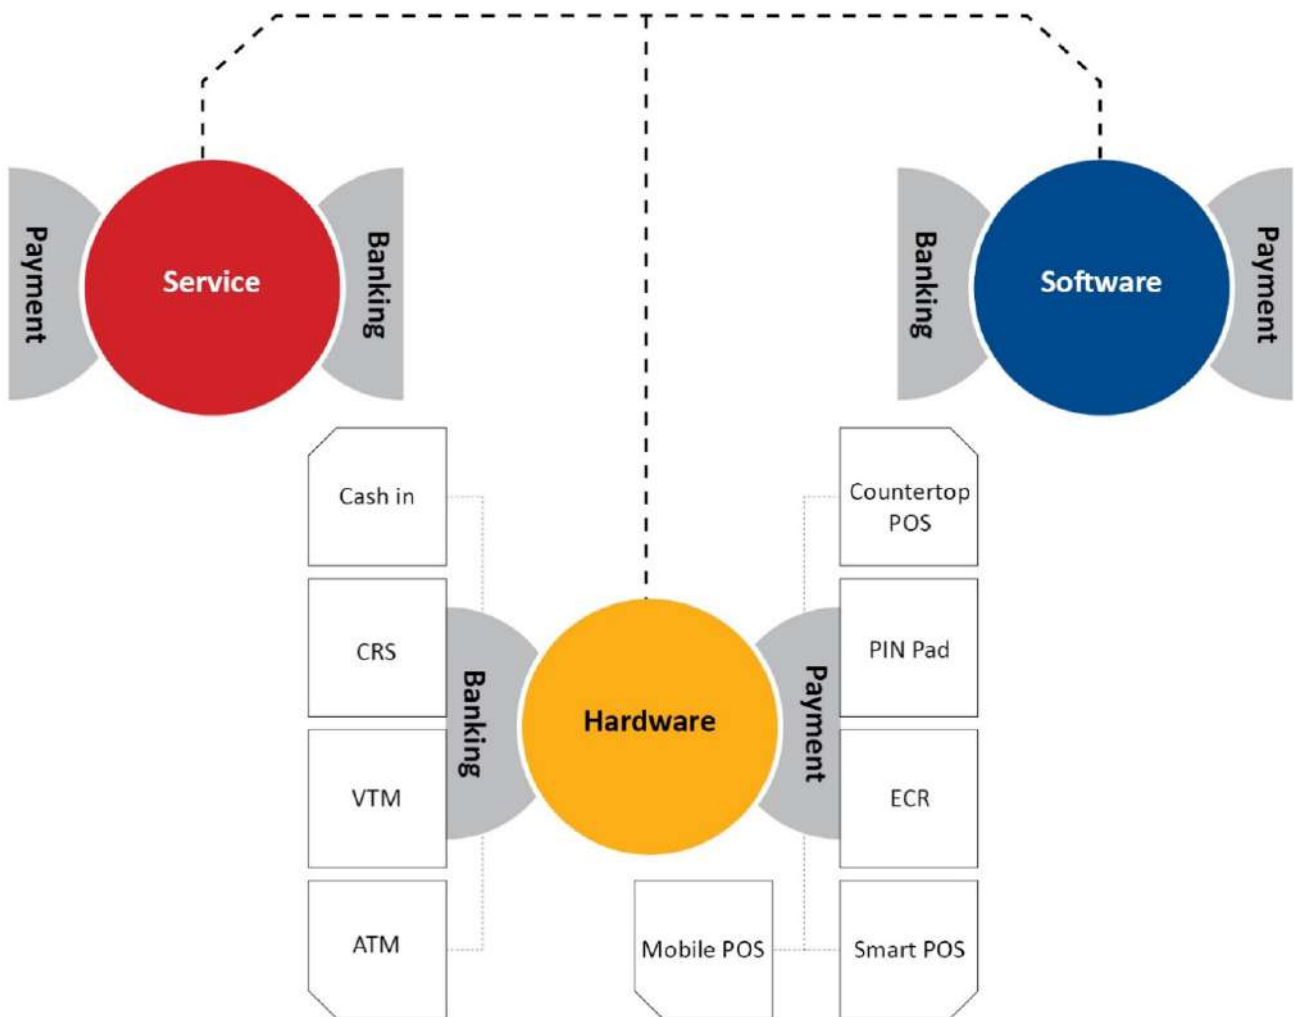 Payment
Service
Banking
Banking
Software
Payment
Cash in
CRS
VTM
ATM
Banking
Hardware
Payment
Countertop
POS
PIN Pad
ECR
Mobile POS
Smart POS